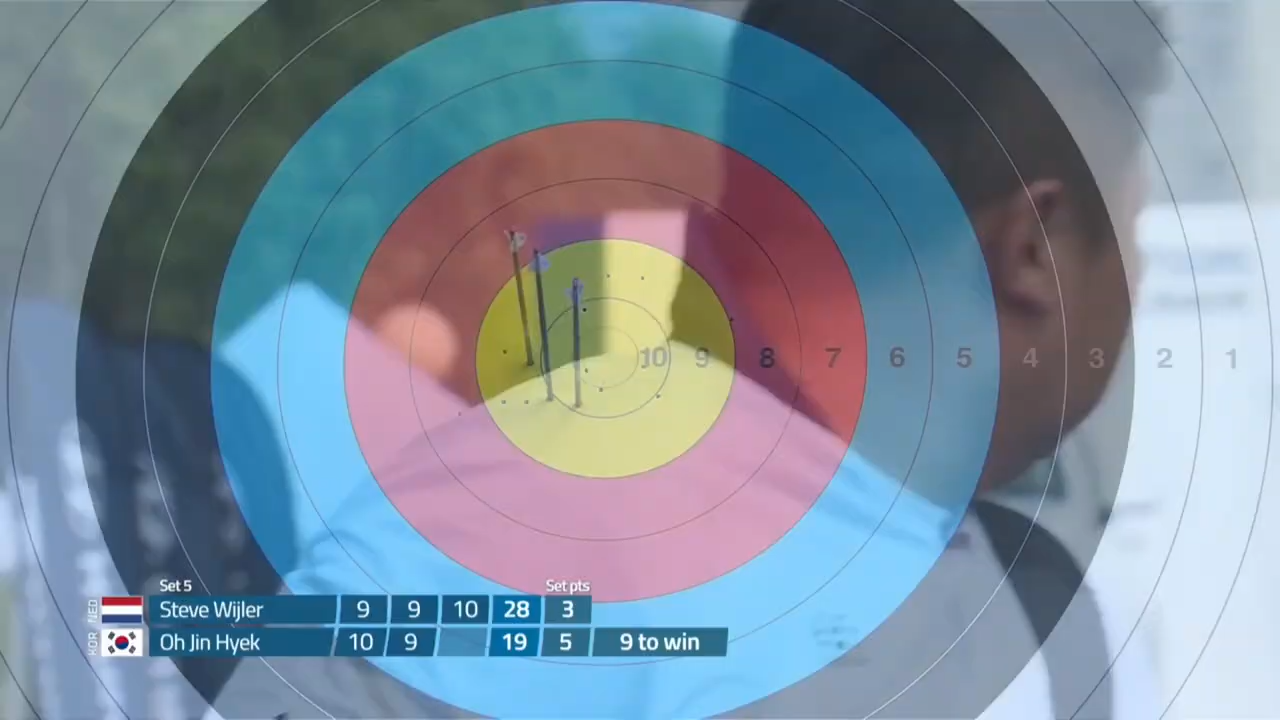 10 9 8 7 6 5 4 3 2 1
Set 5 Set pts
NED Steve Wijler 9 9 10 28 3
KOR Oh Jin Hyek 10 9 19 5 9 to win